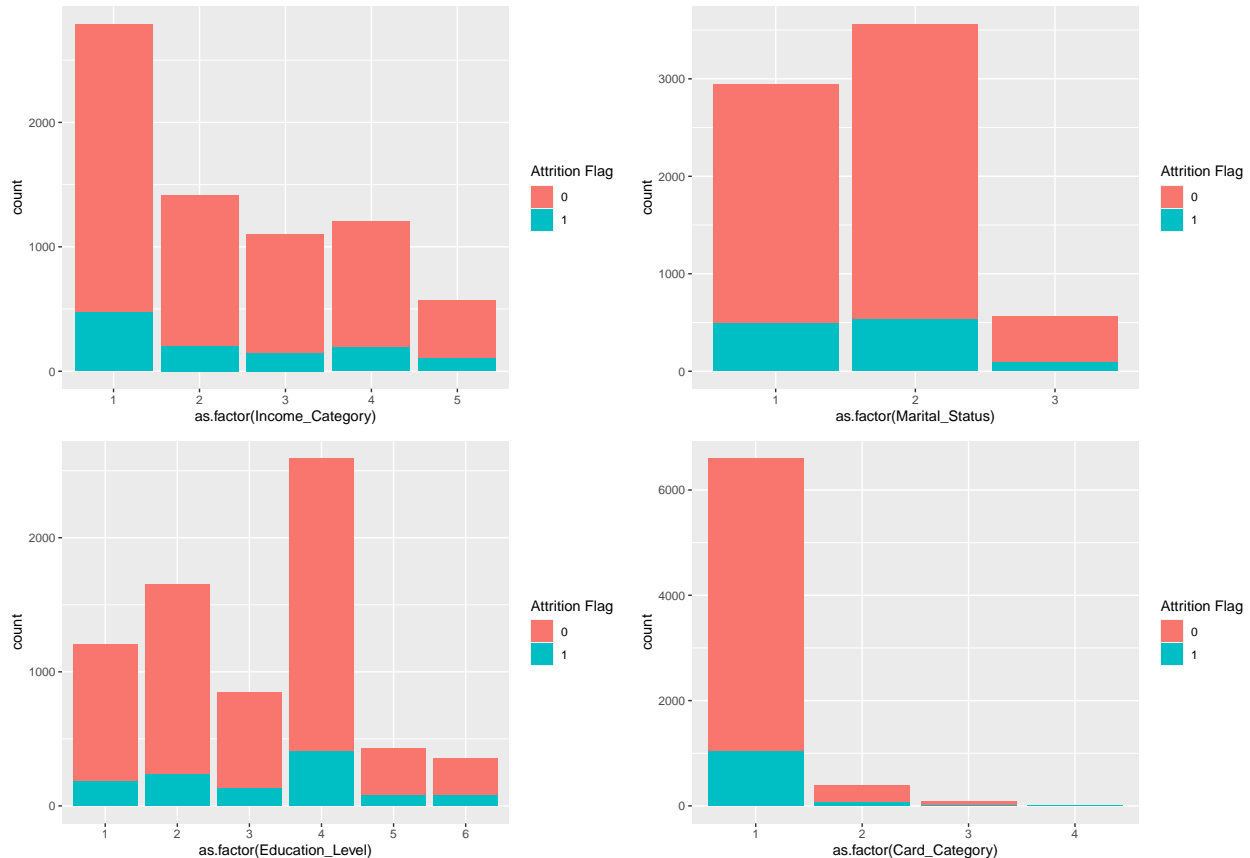 count
2000
1000
0
1 2 3 4 5
as.factor(Income_Category)
Attrition Flag
0
1
count
3000
2000
1000
0
1 2 3
as.factor(Marital_Status)
Attrition Flag
0
1
count
2000
1000
0
1 2 3 4 5 6
as.factor(Education_Level)
Attrition Flag
0
1
count
6000
4000
2000
0
1 2 3 4
as.factor(Card_Category)
Attrition Flag
0
1